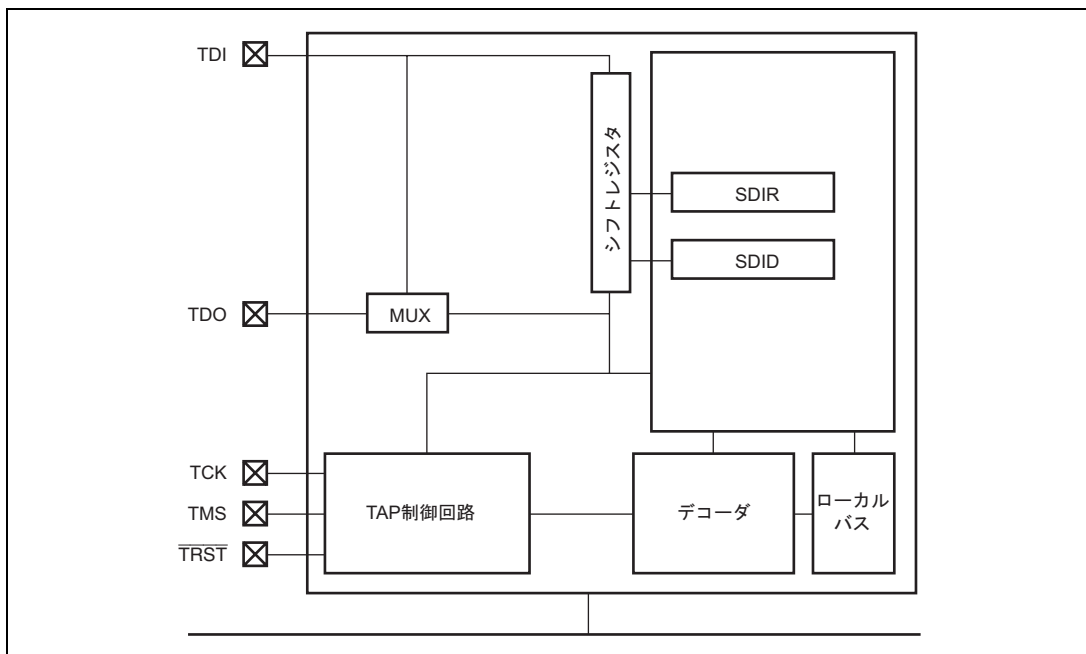 TDI
シフトレジスタ
SDIR
SDID
TDO
MUX
TCK
TMS
TRST
TAP制御回路
デコーダ
ローカル
バス